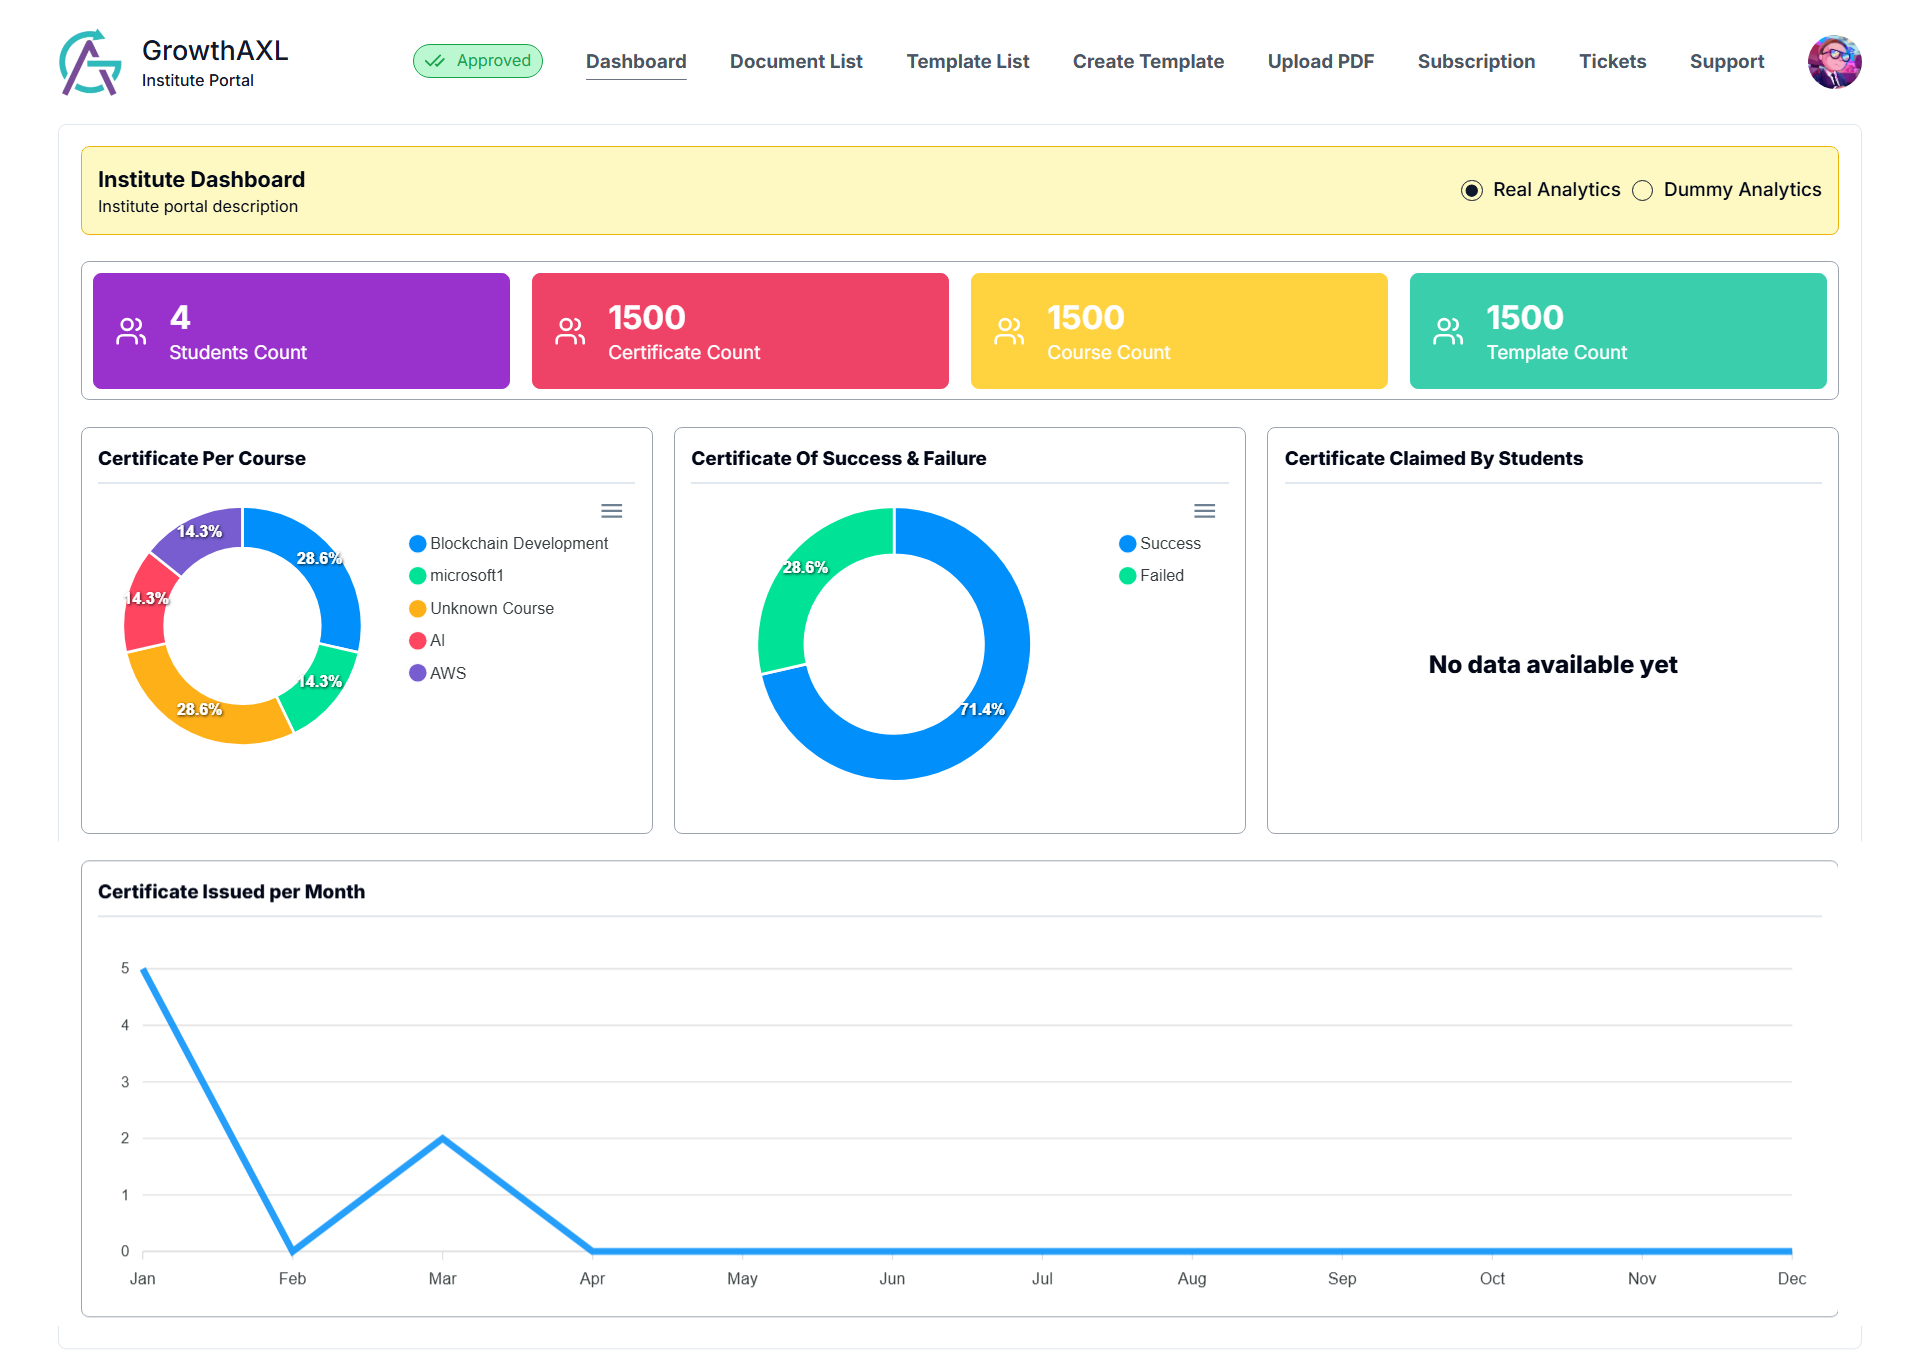 GrowthAXL
Institute Portal
Approved
Dashboard
Document List
Template List
Create Template
Upload PDF
Subscription
Tickets
Support
Institute Dashboard
Institute portal description
Real Analytics
Dummy Analytics
4
Students Count
1500
Certificate Count
1500
Course Count
1500
Template Count
Certificate Per Course
14.3%
28.6%
14.3%
14.3%
28.6%
Blockchain Development
microsoft1
Unknown Course
AI
AWS
Certificate Of Success & Failure
28.6%
71.4%
Success
Failed
Certificate Claimed By Students
No data available yet
Certificate Issued per Month
5
4
3
2
1
0
Jan
Feb
Mar
Apr
May
Jun
Jul
Aug
Sep
Oct
Nov
Dec